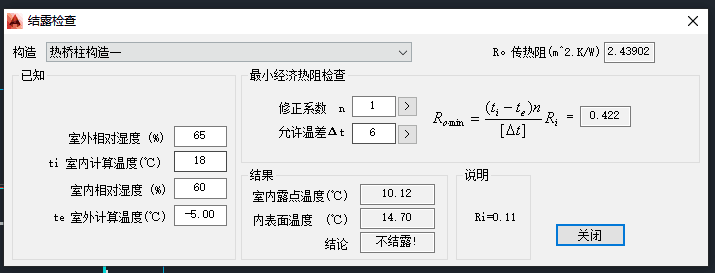 结露检查
构造 热桥柱构造一 R。传热阻(m^2.K/W) 2.43902
已知
室外相对湿度 (%) 65
ti 室内计算温度(℃) 18
室内相对湿度 (%) 60
te 室外计算温度(℃) -5.00
最小经济热阻检查
修正系数 n 1 >
允许温差Δt 6 >
R_{o·min} = \frac{(t_i - t_e)n}{[Δt]} R_i = 0.422
结果
室内露点温度(℃) 10.12
内表面温度 (℃) 14.70
结论 不结露!
说明
Ri=0.11
关闭